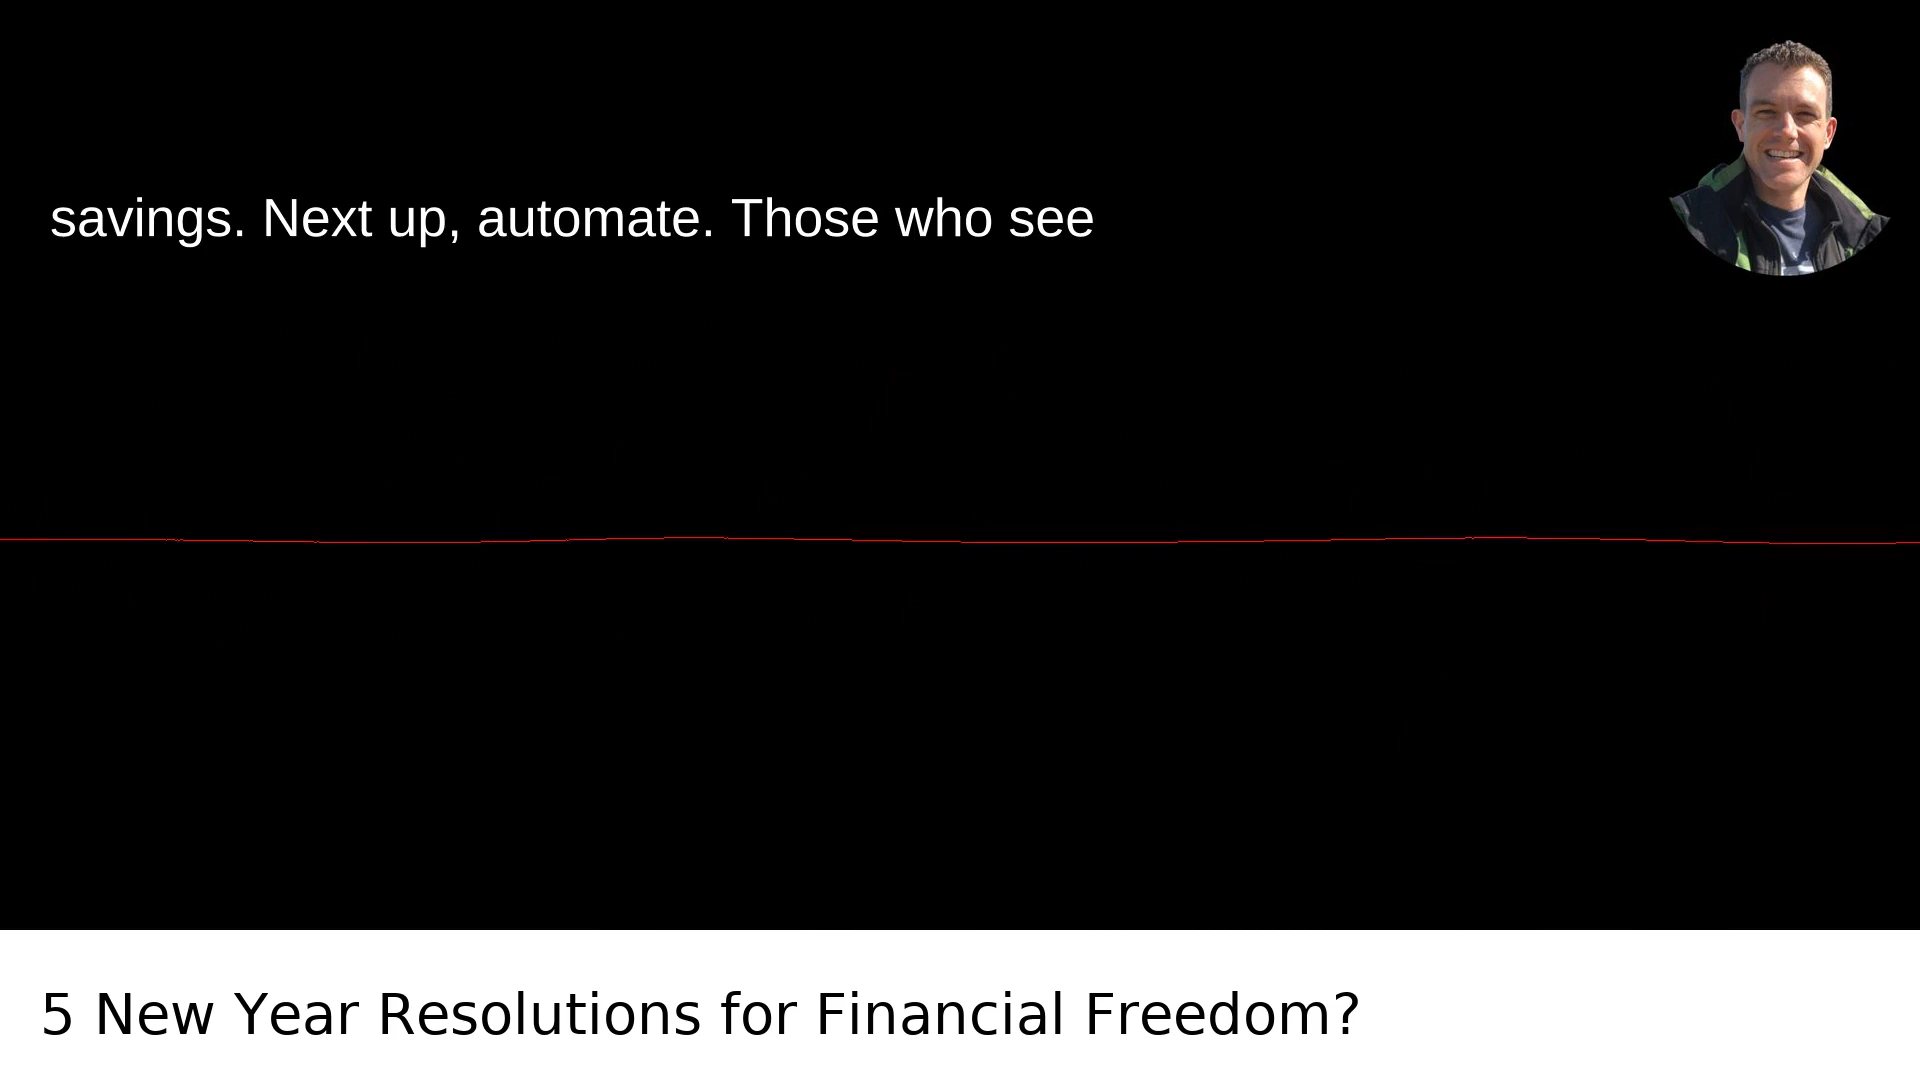 savings. Next up, automate. Those who see
5 New Year Resolutions for Financial Freedom?